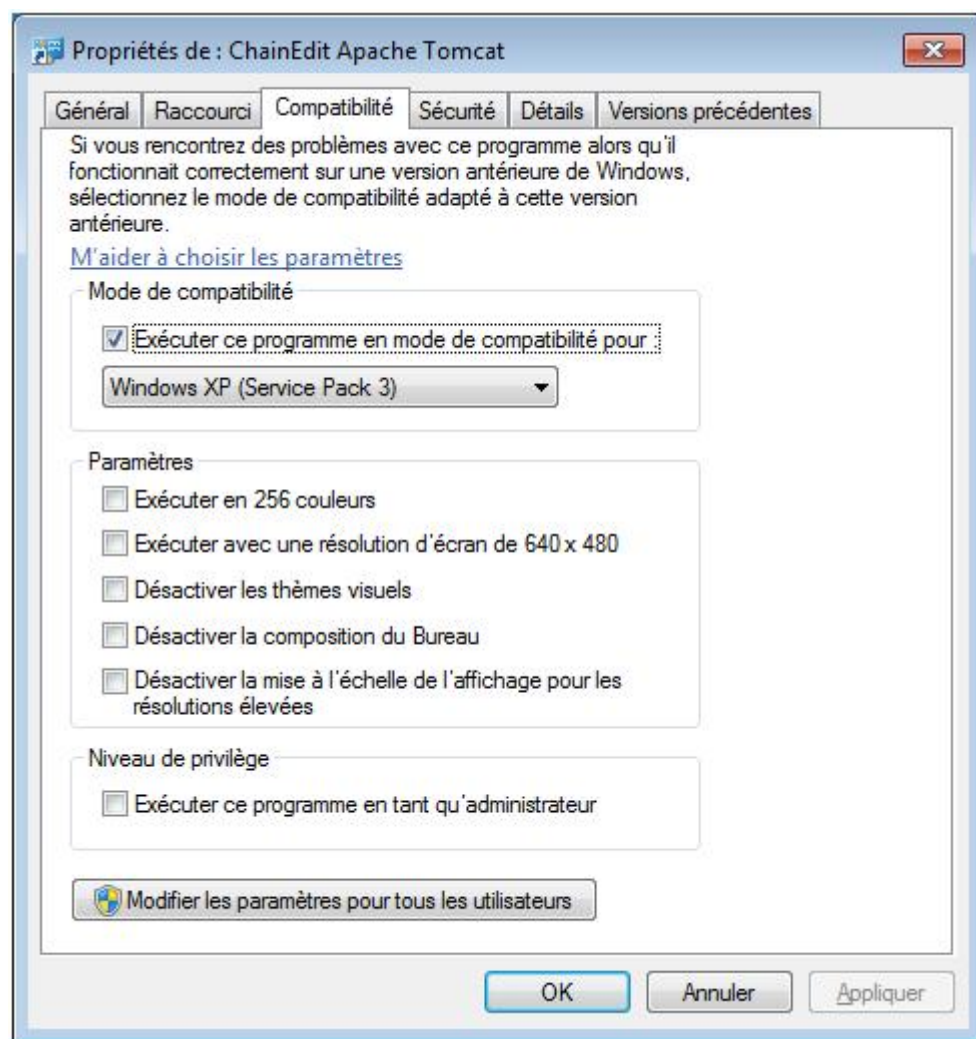 Propriétés de : ChainEdit Apache Tomcat
Général Raccourci Compatibilité Sécurité Détails Versions précédentes
Si vous rencontrez des problèmes avec ce programme alors qu'il
fonctionnait correctement sur une version antérieure de Windows,
sélectionnez le mode de compatibilité adapté à cette version
antérieure.
M'aider à choisir les paramètres
Mode de compatibilité
Exécuter ce programme en mode de compatibilité pour :
Windows XP (Service Pack 3)
Paramètres
Exécuter en 256 couleurs
Exécuter avec une résolution d'écran de 640 x 480
Désactiver les thèmes visuels
Désactiver la composition du Bureau
Désactiver la mise à l'échelle de l'affichage pour les
résolutions élevées
Niveau de privilège
Exécuter ce programme en tant qu'administrateur
Modifier les paramètres pour tous les utilisateurs
OK Annuler Appliquer